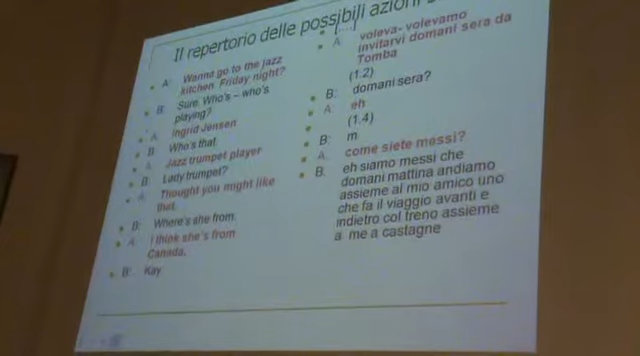 Il repertorio delle possibili azioni
A: Wanna go to the jazz
kitchen Friday night?
B: Sure. Who's – who's
playing?
A: Ingrid Jensen
B: Who's that.
A: Jazz trumpet player
B: Lady trumpet?
A: Thought you might like
that.
B: Where's she from.
A: I think she's from
Canada.
B: Kay
[....]
A: voleva- volevamo
invitarvi domani sera da
Tomba
(1.2)
B: domani sera?
A: eh
(1.4)
B: m
A: come siete messi?
B. eh siamo messi che
domani mattina andiamo
assieme al mio amico uno
che fa il viaggio avanti e
indietro col treno assieme
a me a castagne